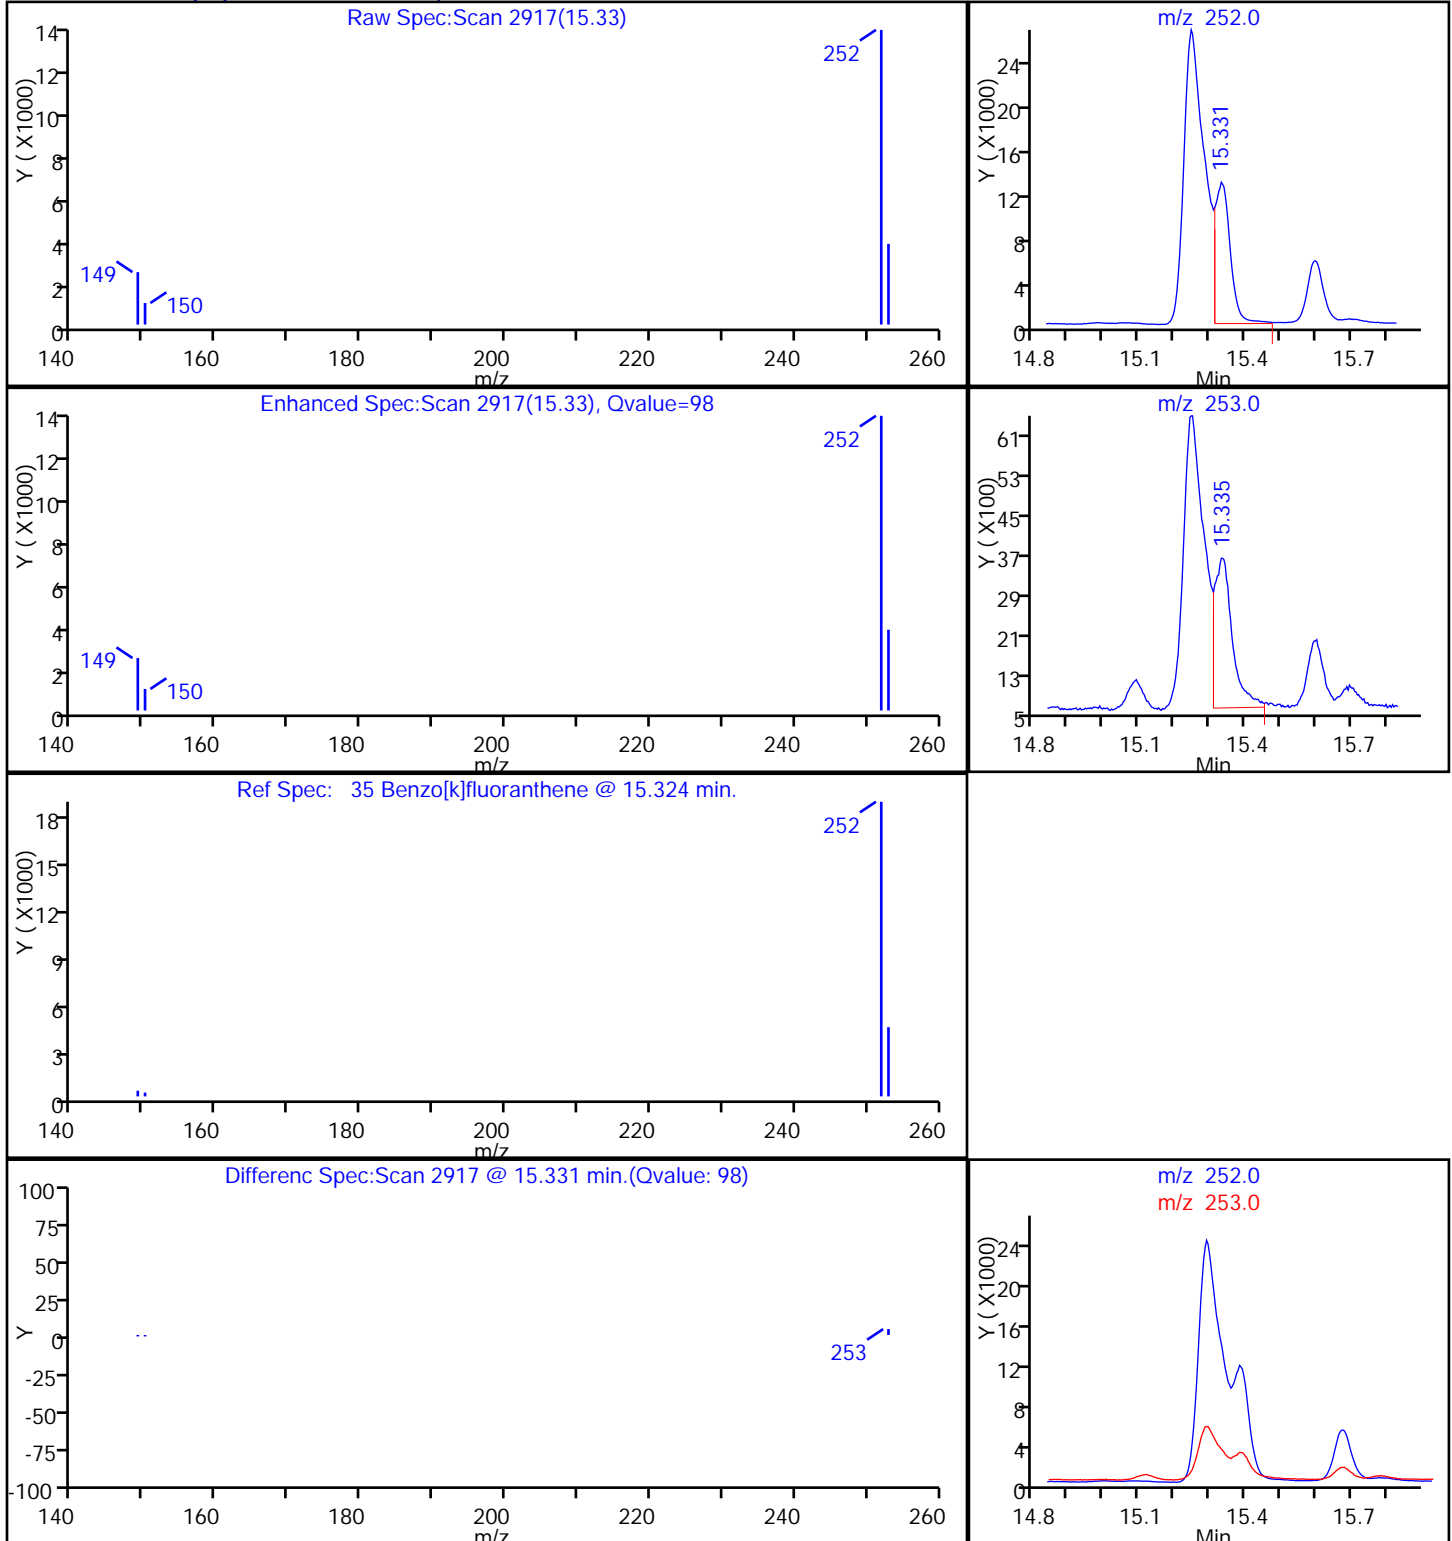 Raw Spec:Scan 2917(15.33)
14
12
10
8
6
4
2
0
Y ( X1000)
252
149
150
140 160 180 200 220 240 260
m/z
m/z 252.0
24
20
16
12
8
4
0
Y ( X1000)
15.331
14.8 15.1 15.4 15.7
Min
Enhanced Spec:Scan 2917(15.33), Qvalue=98
14
12
10
8
6
4
2
0
Y ( X1000)
252
149
150
140 160 180 200 220 240 260
m/z
m/z 253.0
61
53
45
37
29
21
13
5
Y ( X100)
15.335
14.8 15.1 15.4 15.7
Min
Ref Spec: 35 Benzo[k]fluoranthene @ 15.324 min.
18
15
12
9
6
3
0
Y ( X1000)
252
140 160 180 200 220 240 260
m/z
Differenc Spec:Scan 2917 @ 15.331 min.(Qvalue: 98)
100
75
50
25
0
-25
-50
-75
-100
Y
253
140 160 180 200 220 240 260
m/z
m/z 252.0
m/z 253.0
24
20
16
12
8
4
0
Y ( X1000)
14.8 15.1 15.4 15.7
Min